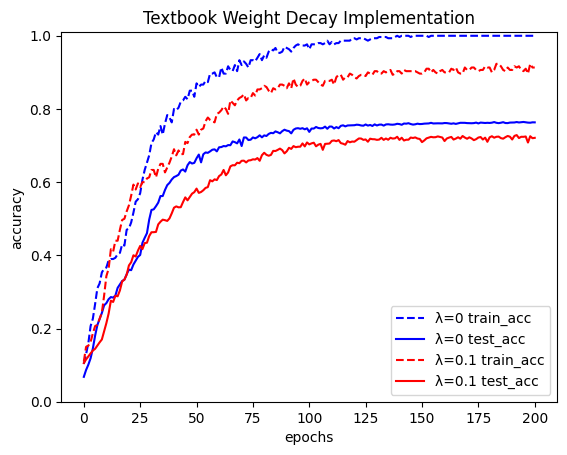 Textbook Weight Decay Implementation
1.0
0.8
0.6
0.4
0.2
0.0
accuracy
λ=0 train_acc
λ=0 test_acc
λ=0.1 train_acc
λ=0.1 test_acc
0 25 50 75 100 125 150 175 200
epochs